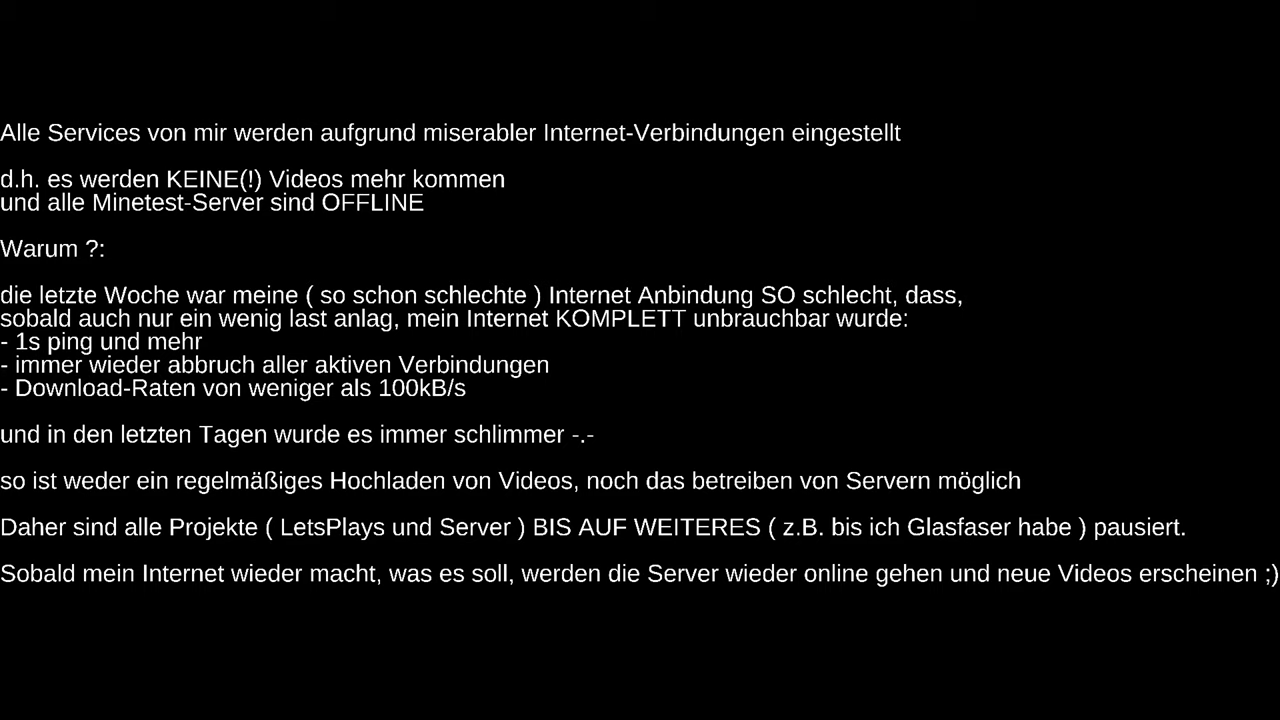 Alle Services von mir werden aufgrund miserabler Internet-Verbindungen eingestellt
d.h. es werden KEINE(!) Videos mehr kommen
und alle Minetest-Server sind OFFLINE
Warum ?:
die letzte Woche war meine ( so schon schlechte ) Internet Anbindung SO schlecht, dass,
sobald auch nur ein wenig last anlag, mein Internet KOMPLETT unbrauchbar wurde:
- 1s ping und mehr
- immer wieder abbruch aller aktiven Verbindungen
- Download-Raten von weniger als 100kB/s
und in den letzten Tagen wurde es immer schlimmer -.-
so ist weder ein regelmäßiges Hochladen von Videos, noch das betreiben von Servern möglich
Daher sind alle Projekte ( LetsPlays und Server ) BIS AUF WEITERES ( z.B. bis ich Glasfaser habe ) pausiert.
Sobald mein Internet wieder macht, was es soll, werden die Server wieder online gehen und neue Videos erscheinen ;)